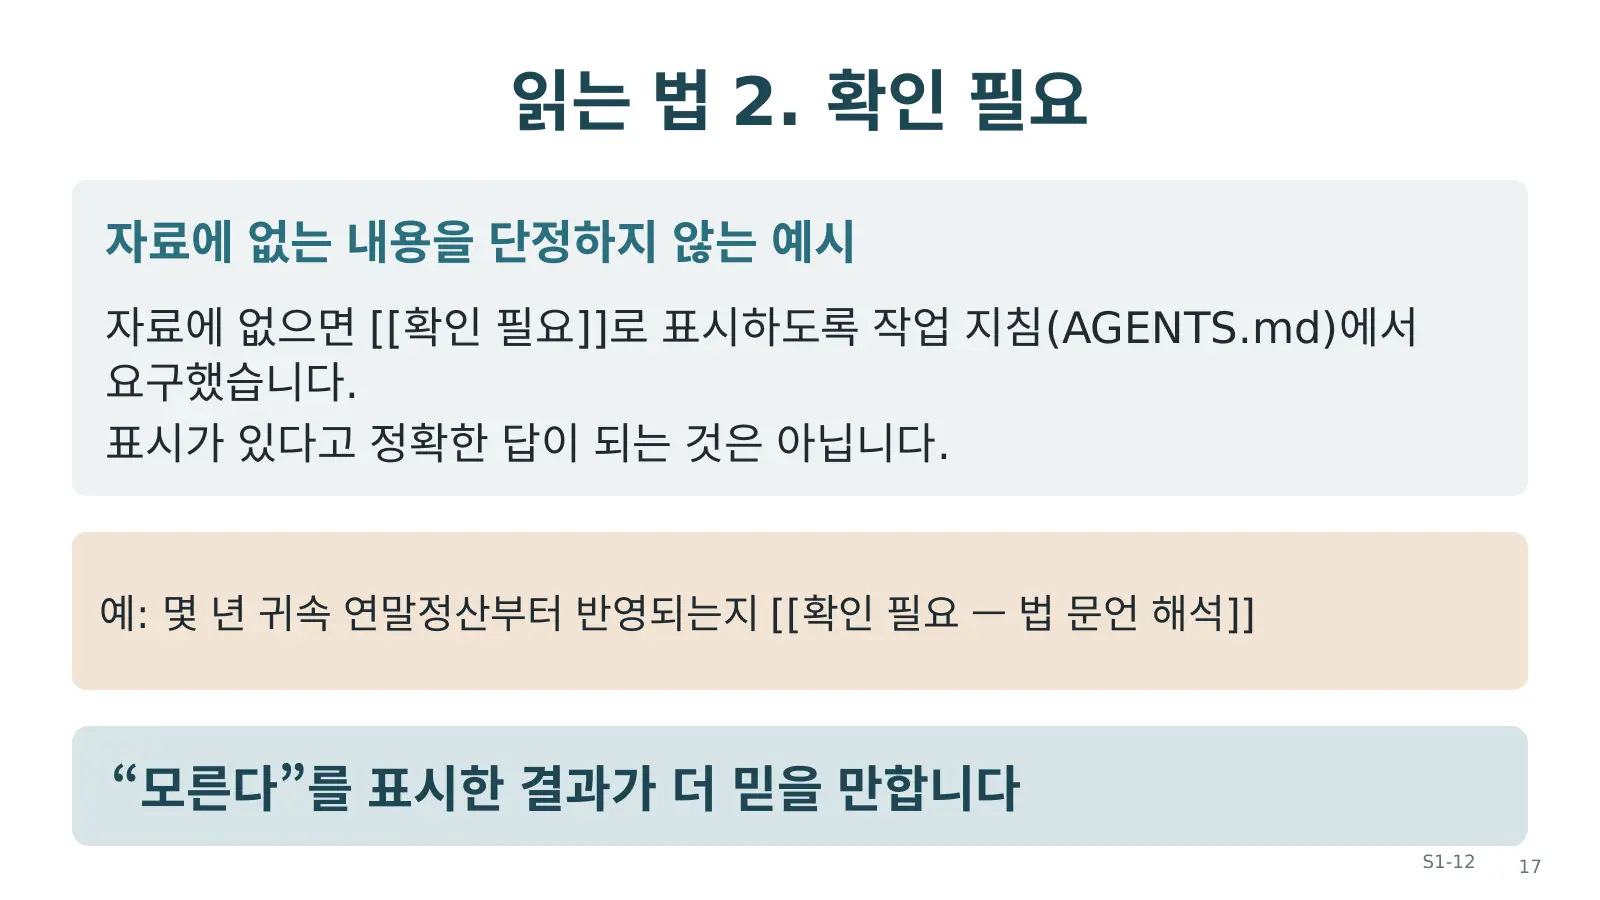 읽는 법 2. 확인 필요
자료에 없는 내용을 단정하지 않는 예시
자료에 없으면 [[확인 필요]]로 표시하도록 작업 지침(AGENTS.md)에서
요구했습니다.
표시가 있다고 정확한 답이 되는 것은 아닙니다.
예: 몇 년 귀속 연말정산부터 반영되는지 [[확인 필요 — 법 문언 해석]]
“모른다”를 표시한 결과가 더 믿을 만합니다
S1-12
17